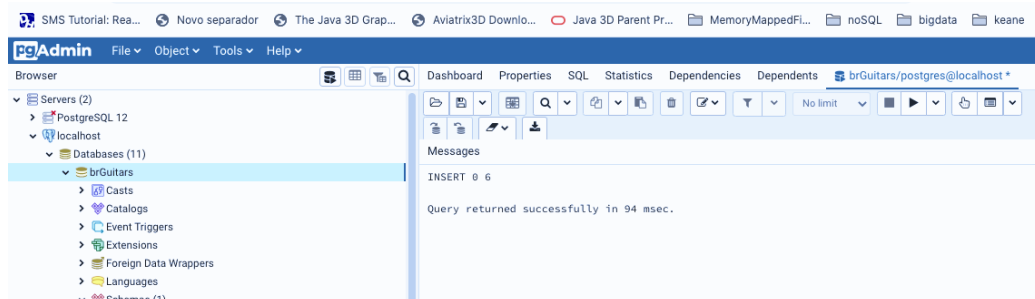 SMS Tutorial: Rea... Novo separador The Java 3D Grap... Aviatrix3D Downlo... Java 3D Parent Pr... MemoryMappedFi... noSQL bigdata keane
pgAdmin File Object Tools Help
Browser
Dashboard Properties SQL Statistics Dependencies Dependents brGuitars/postgres@localhost *
Servers (2)
PostgreSQL 12
No limit
localhost
Databases (11)
Messages
brGuitars
INSERT 0 6
Casts
Catalogs
Query returned successfully in 94 msec.
Event Triggers
Extensions
Foreign Data Wrappers
Languages
Schemas (1)